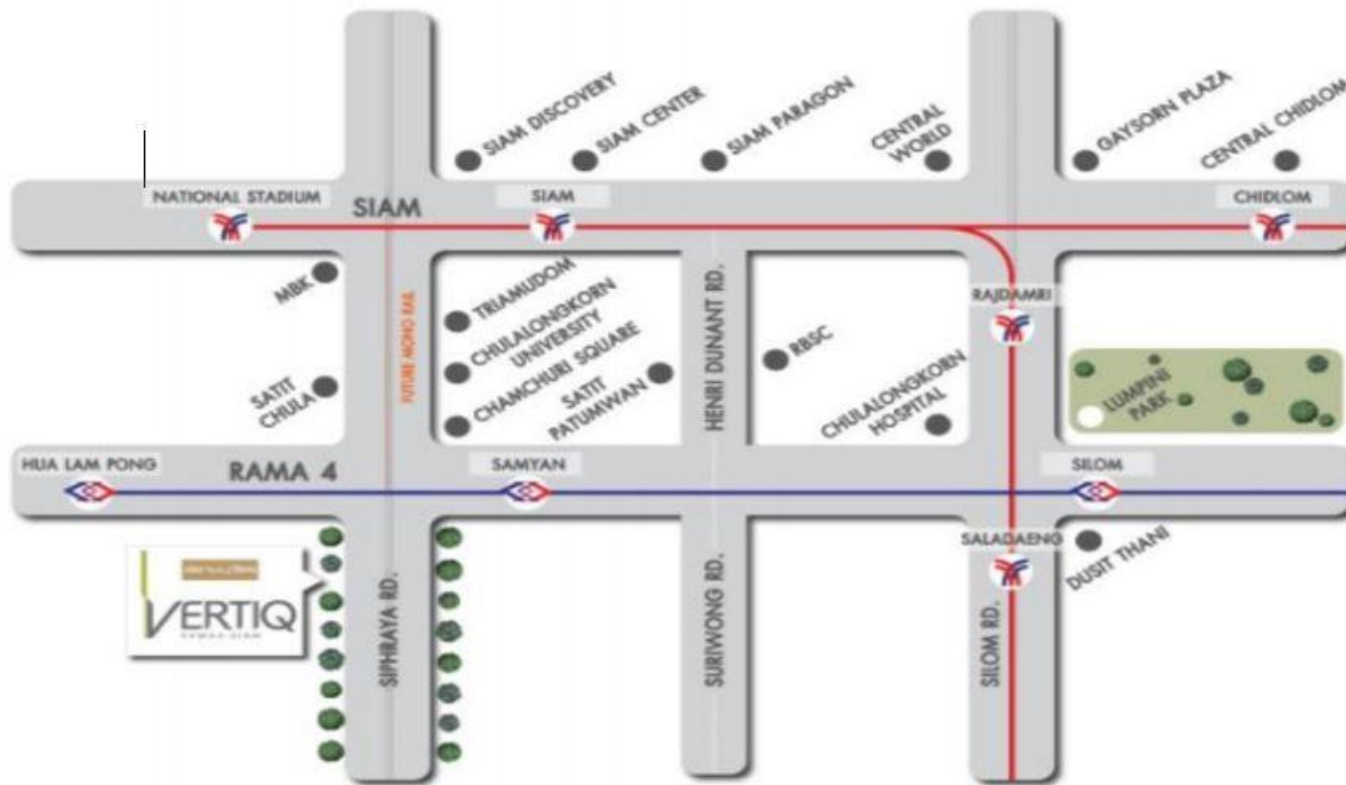 SIAM DISCOVERY
SIAM CENTER
SIAM PARAGON
CENTRAL
WORLD
GAYSORN PLAZA
CENTRAL CHIDLOM
NATIONAL STADIUM
SIAM
SIAM
CHIDLOM
MBK
FUTURE MONO RAIL
TRIAMUDOM
CHULALONGKORN
UNIVERSITY
CHAMCHURI SQUARE
SATIT
CHULA
SATIT
PATUMWAN
HENRI DUNANT RD.
RBSC
CHULALONGKORN
HOSPITAL
RAJDAMRI
LUMPINI
PARK
HUA LAM PONG
RAMA 4
SAMYAN
SILOM
SALADAENG
DUSIT THANI
VERTIQ
SIPHRAYA RD.
SURIWONG RD.
SILOM RD.